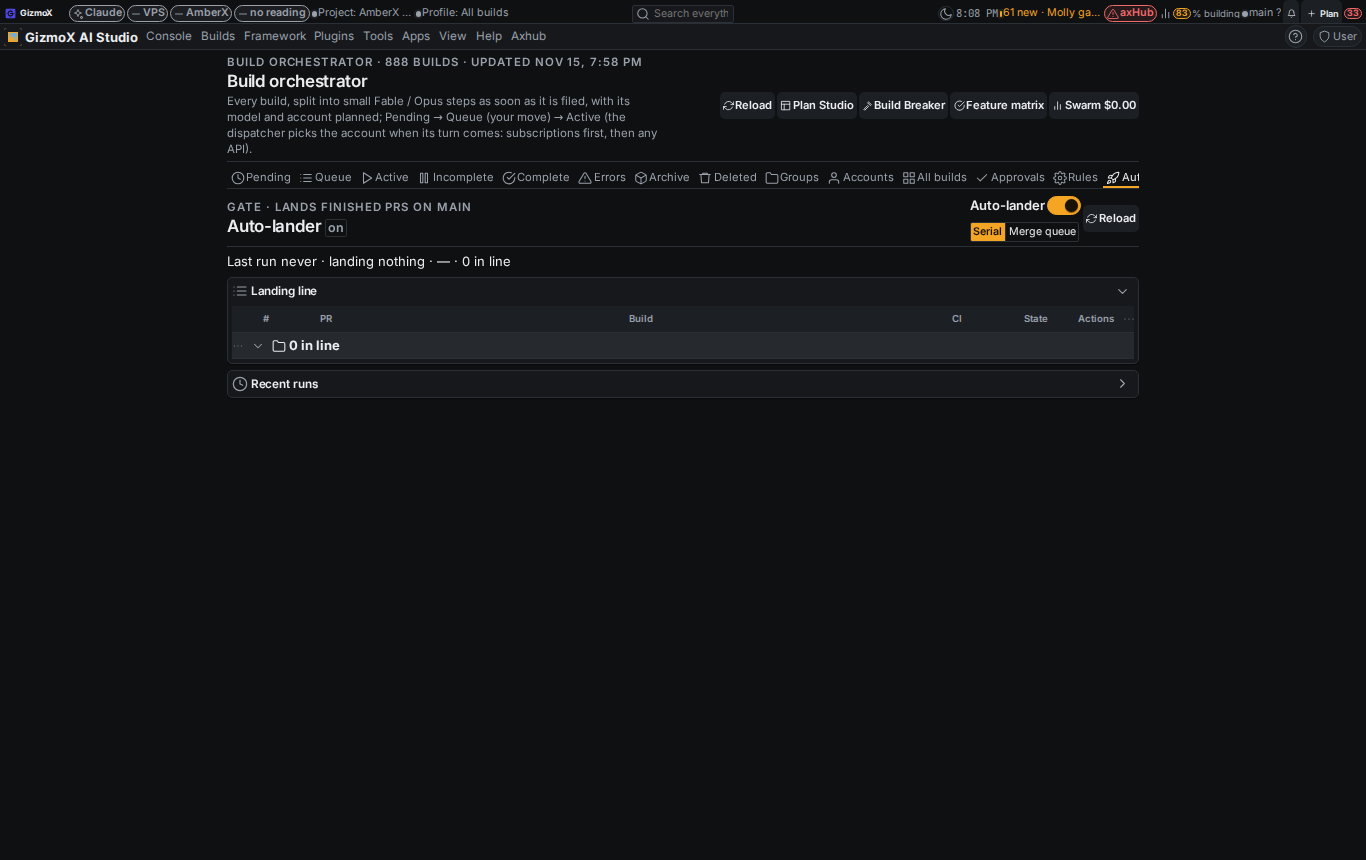 GizmoX Claude VPS AmberX no reading Project: AmberX ... Profile: All builds Search everyth 8:08 PM 61 new · Molly ga... axHub 83 % building main ? Plan 33
GizmoX AI Studio Console Builds Framework Plugins Tools Apps View Help Axhub User
BUILD ORCHESTRATOR · 888 BUILDS · UPDATED NOV 15, 7:58 PM
Build orchestrator
Every build, split into small Fable / Opus steps as soon as it is filed, with its
model and account planned; Pending → Queue (your move) → Active (the
dispatcher picks the account when its turn comes: subscriptions first, then any
API).
Reload Plan Studio Build Breaker Feature matrix Swarm $0.00
Pending Queue Active Incomplete Complete Errors Archive Deleted Groups Accounts All builds Approvals Rules Aut
GATE · LANDS FINISHED PRS ON MAIN
Auto-lander on
Auto-lander
Serial Merge queue
Reload
Last run never · landing nothing · — · 0 in line
Landing line
# PR Build CI State Actions ...
... 0 in line
Recent runs